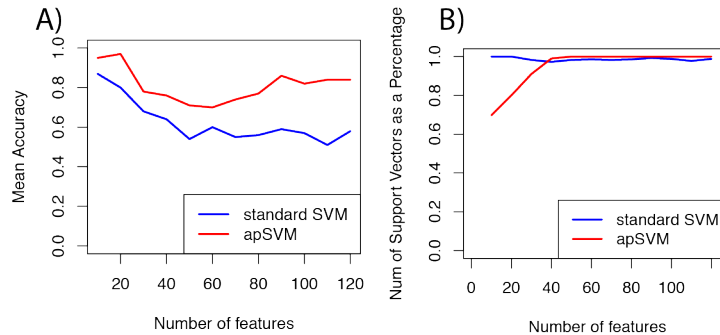 A)
Mean Accuracy
1.0
0.8
0.6
0.4
0.2
0.0
standard SVM
apSVM
20 40 60 80 100 120
Number of features
B)
Num of Support Vectors as a Percentage
1.0
0.8
0.6
0.4
0.2
0.0
standard SVM
apSVM
0 20 40 60 80 100
Number of features